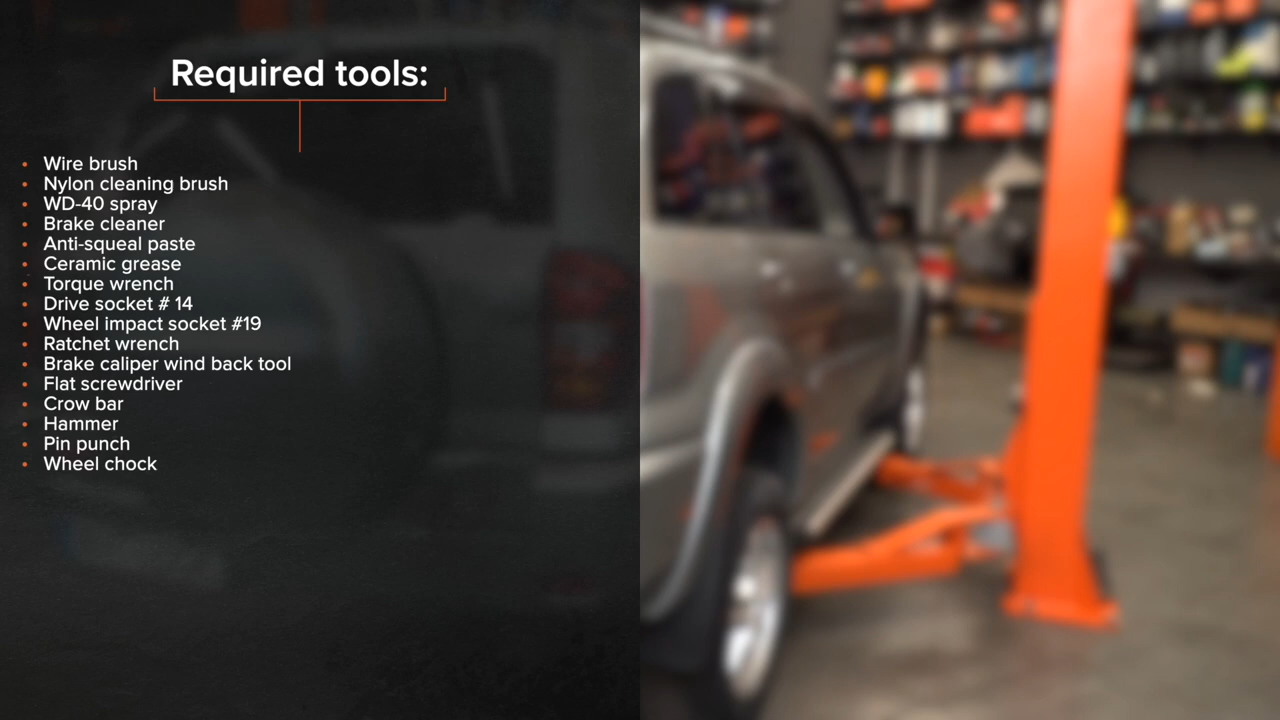 Required tools:
• Wire brush
• Nylon cleaning brush
• WD-40 spray
• Brake cleaner
• Anti-squeal paste
• Ceramic grease
• Torque wrench
• Drive socket # 14
• Wheel impact socket #19
• Ratchet wrench
• Brake caliper wind back tool
• Flat screwdriver
• Crow bar
• Hammer
• Pin punch
• Wheel chock